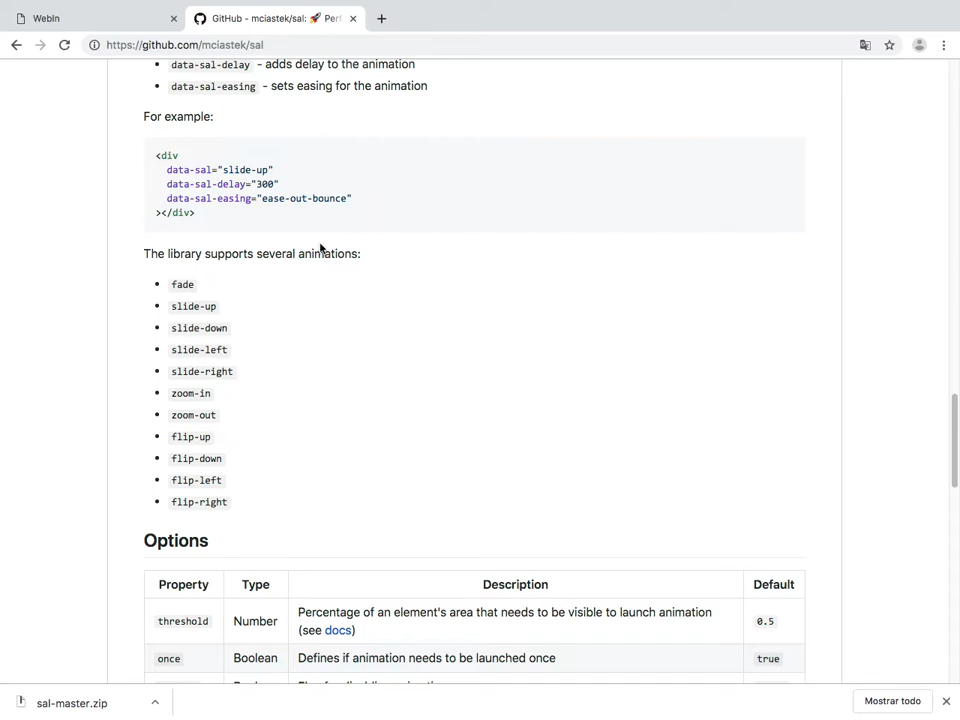 WebIn
GitHub - mciastek/sal: 🚀 Perf
https://github.com/mciastek/sal
data-sal-delay - adds delay to the animation
data-sal-easing - sets easing for the animation
For example:
<div
data-sal="slide-up"
data-sal-delay="300"
data-sal-easing="ease-out-bounce"
></div>
The library supports several animations:
fade
slide-up
slide-down
slide-left
slide-right
zoom-in
zoom-out
flip-up
flip-down
flip-left
flip-right
Options
Property Type Description Default
threshold Number Percentage of an element's area that needs to be visible to launch animation (see docs) 0.5
once Boolean Defines if animation needs to be launched once true
sal-master.zip
Mostrar todo